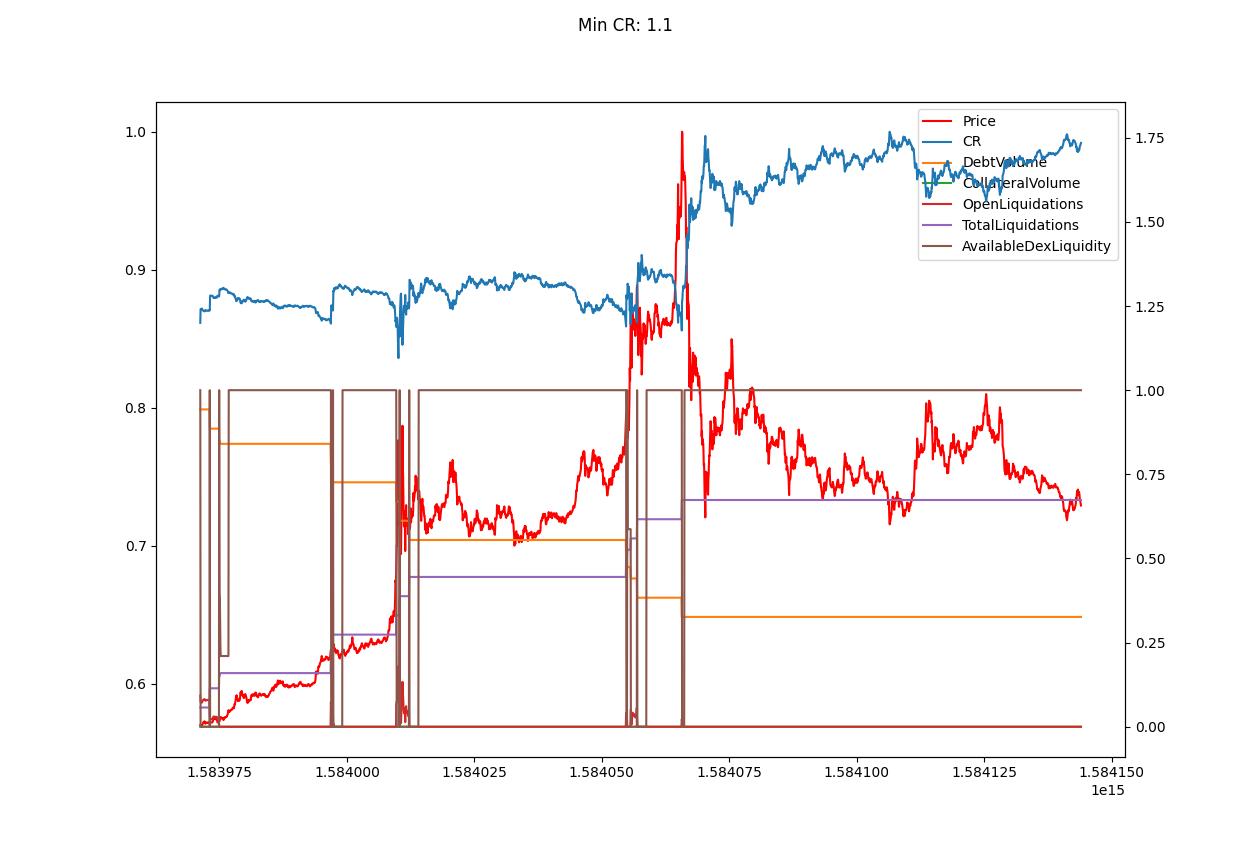 Min CR: 1.1
1.0
0.9
0.8
0.7
0.6
1.75
1.50
1.25
1.00
0.75
0.50
0.25
0.00
Price
CR
DebtVolume
CollateralVolume
OpenLiquidations
TotalLiquidations
AvailableDexLiquidity
1.583975 1.584000 1.584025 1.584050 1.584075 1.584100 1.584125 1.584150
1e15